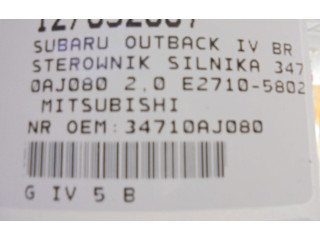 SUBARU OUTBACK IV BR
STEROWNIK SILNIKA 347
0AJ080 2,0 E2710-5802
MITSUBISHI
NR OEM:34710AJ080
G IV 5 B